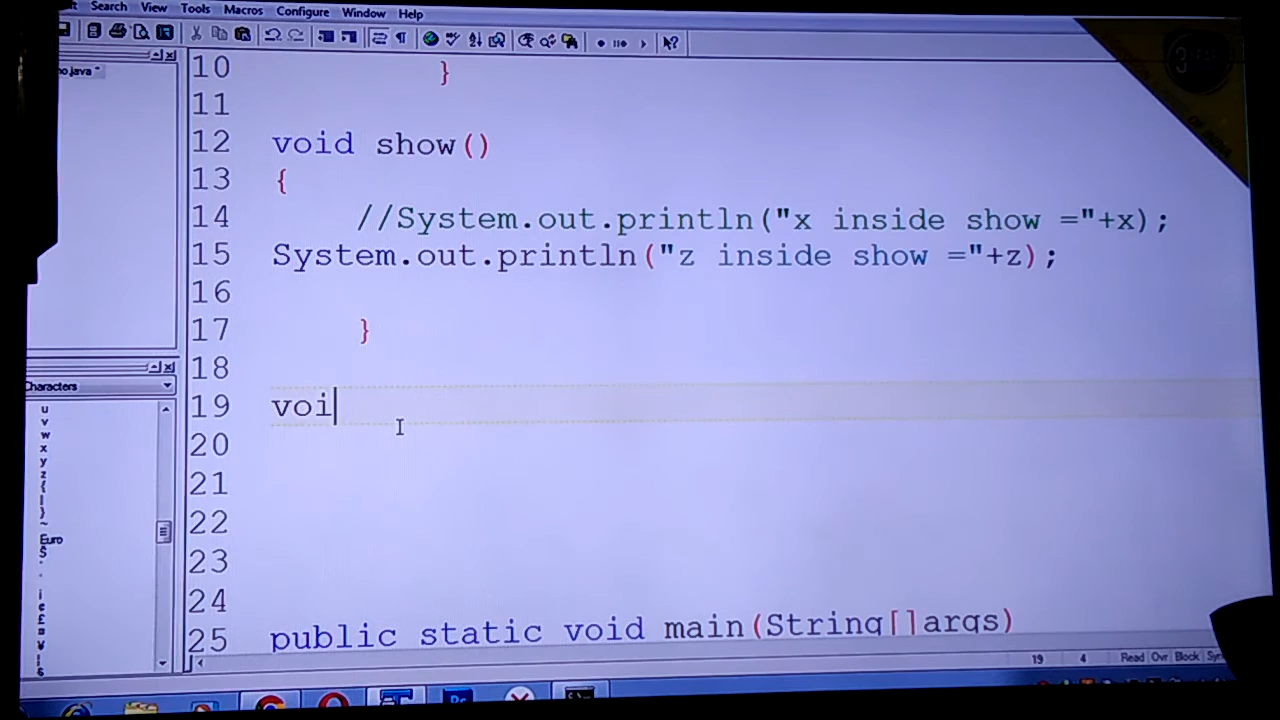 Search View Tools Macros Configure Window Help
10 }
11
12 void show()
13 {
14 //System.out.println("x inside show ="+x);
15 System.out.println("z inside show ="+z);
16
17 }
18
19 voi
20
21
22
23
24
25 public static void main(String[]args)
Characters
u
v
w
x
y
z
{
|
}
~
Euro
19 4 Read Ovr Block